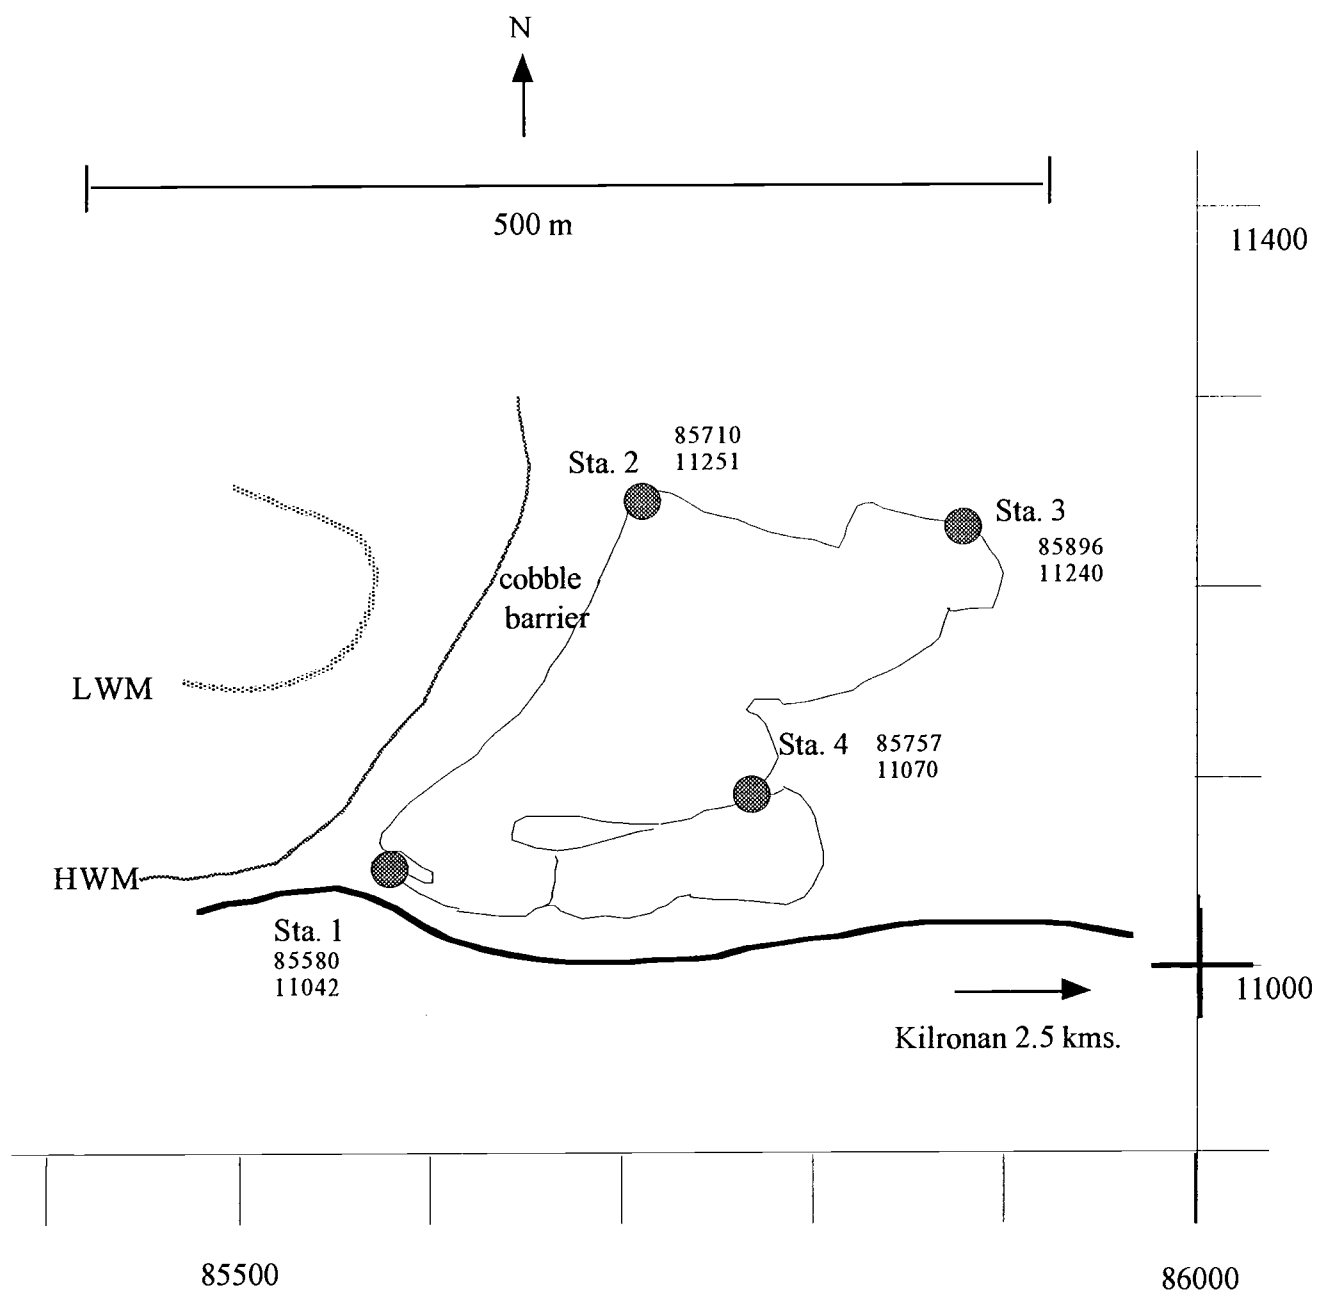 N
500 m
11400
85710
Sta. 2
11251
Sta. 3
85896
11240
cobble
barrier
LWM
Sta. 4
85757
11070
HWM
Sta. 1
85580
11042
11000
Kilronan 2.5 kms.
85500
86000